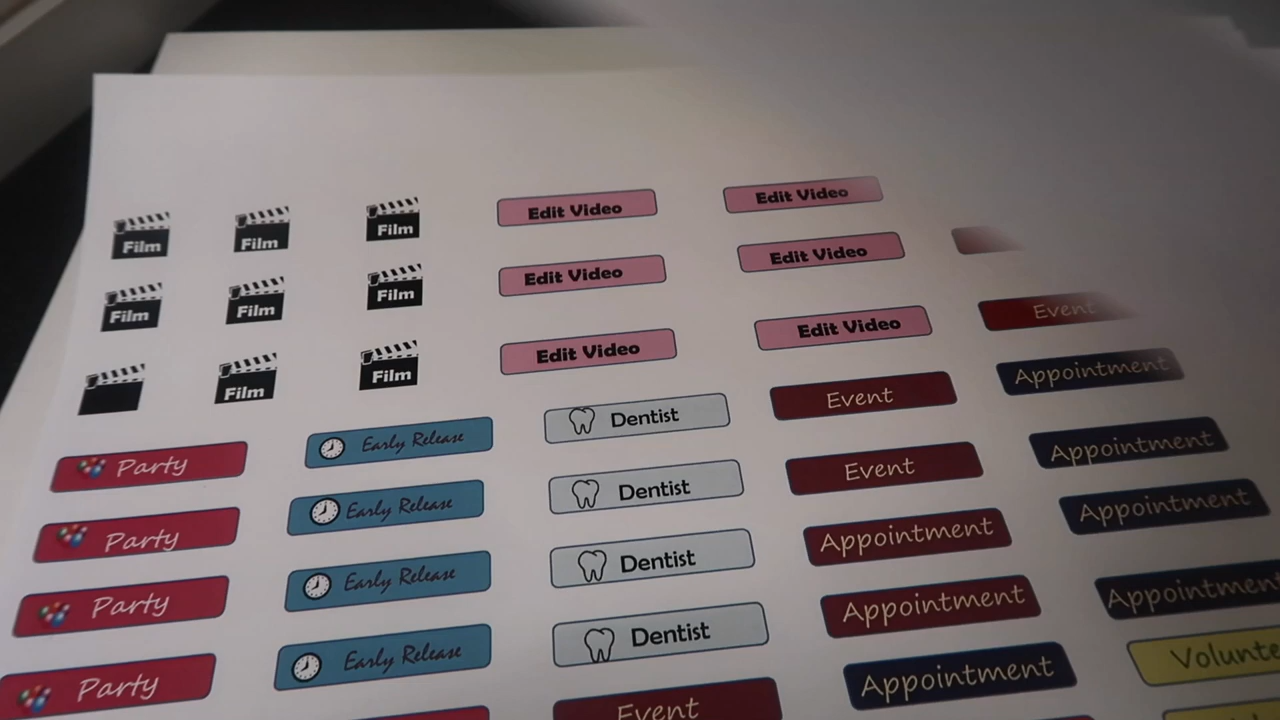 Film Film Film Edit Video Edit Video
Film Film Film Edit Video Edit Video
Film Film Edit Video Edit Video Event
Party Early Release Dentist Event Appointment
Party Early Release Dentist Event Appointment
Party Early Release Dentist Appointment Appointment
Party Early Release Dentist Appointment Appointment
Event Appointment